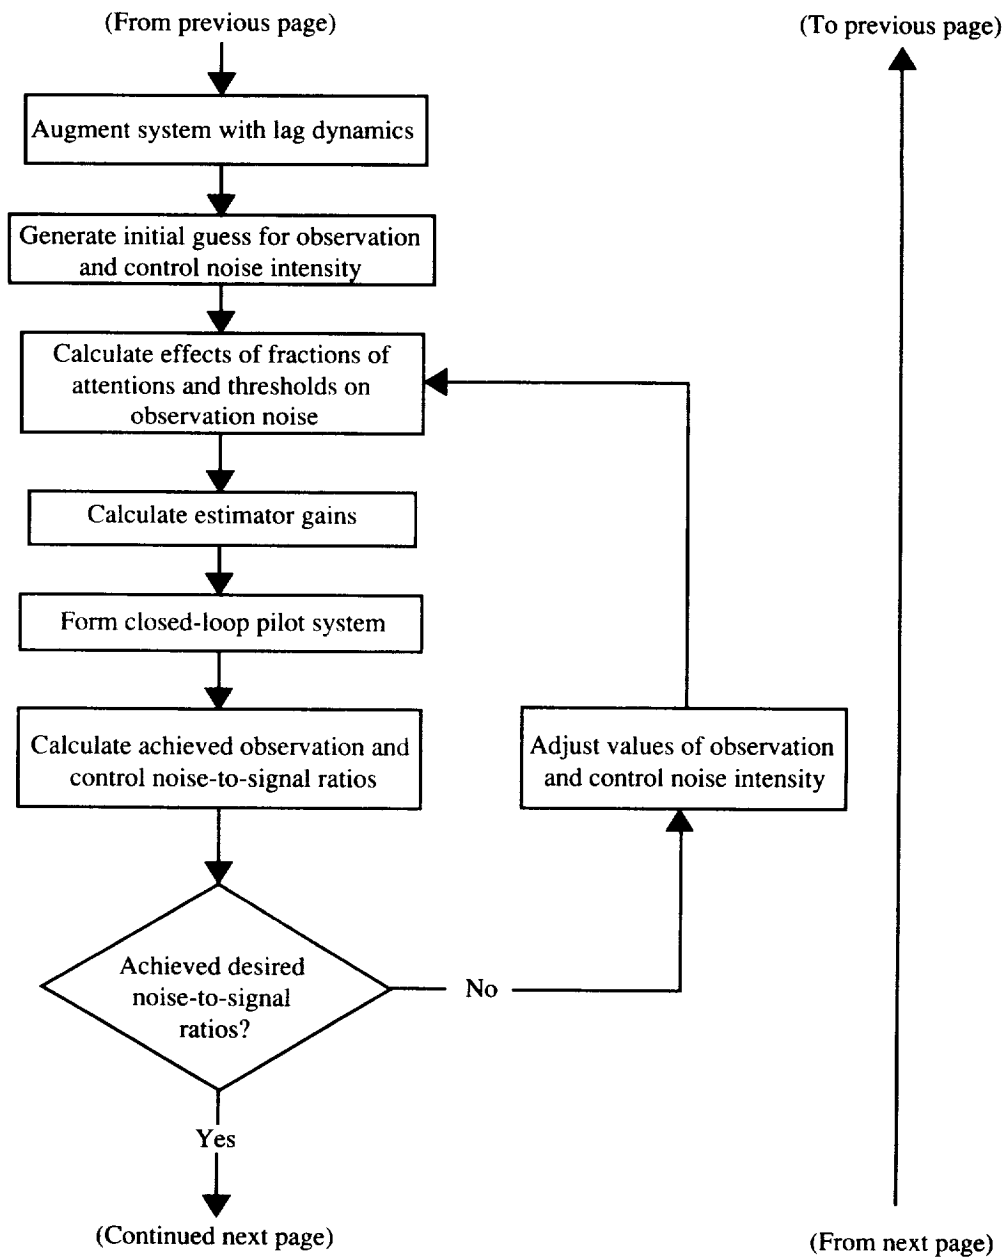 (From previous page)
(To previous page)
Augment system with lag dynamics
Generate initial guess for observation
and control noise intensity
Calculate effects of fractions of
attentions and thresholds on
observation noise
Calculate estimator gains
Form closed-loop pilot system
Calculate achieved observation and
control noise-to-signal ratios
Adjust values of observation
and control noise intensity
Achieved desired
noise-to-signal
ratios?
No
Yes
(Continued next page)
(From next page)